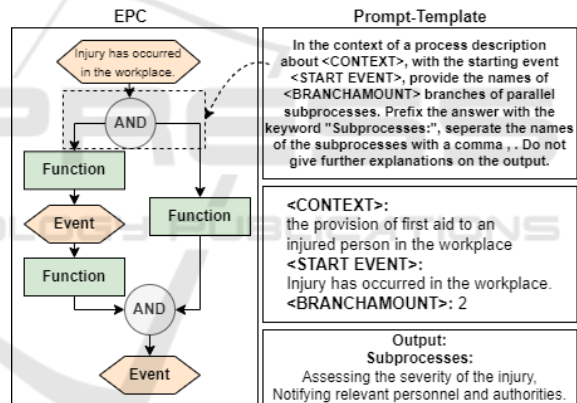 EPC
Injury has occurred
in the workplace.
AND
Function
Event
Function
Function
AND
Event
Prompt-Template
In the context of a process description
about <CONTEXT>, with the starting event
<START EVENT>, provide the names of
<BRANCHAMOUNT> branches of parallel
subprocesses. Prefix the answer with the
keyword "Subprocesses:", seperate the names
of the subprocesses with a comma , . Do not
give further explanations on the output.
<CONTEXT>:
the provision of first aid to an
injured person in the workplace
<START EVENT>:
Injury has occurred in the workplace.
<BRANCHAMOUNT>: 2
Output:
Subprocesses:
Assessing the severity of the injury,
Notifying relevant personnel and authorities.